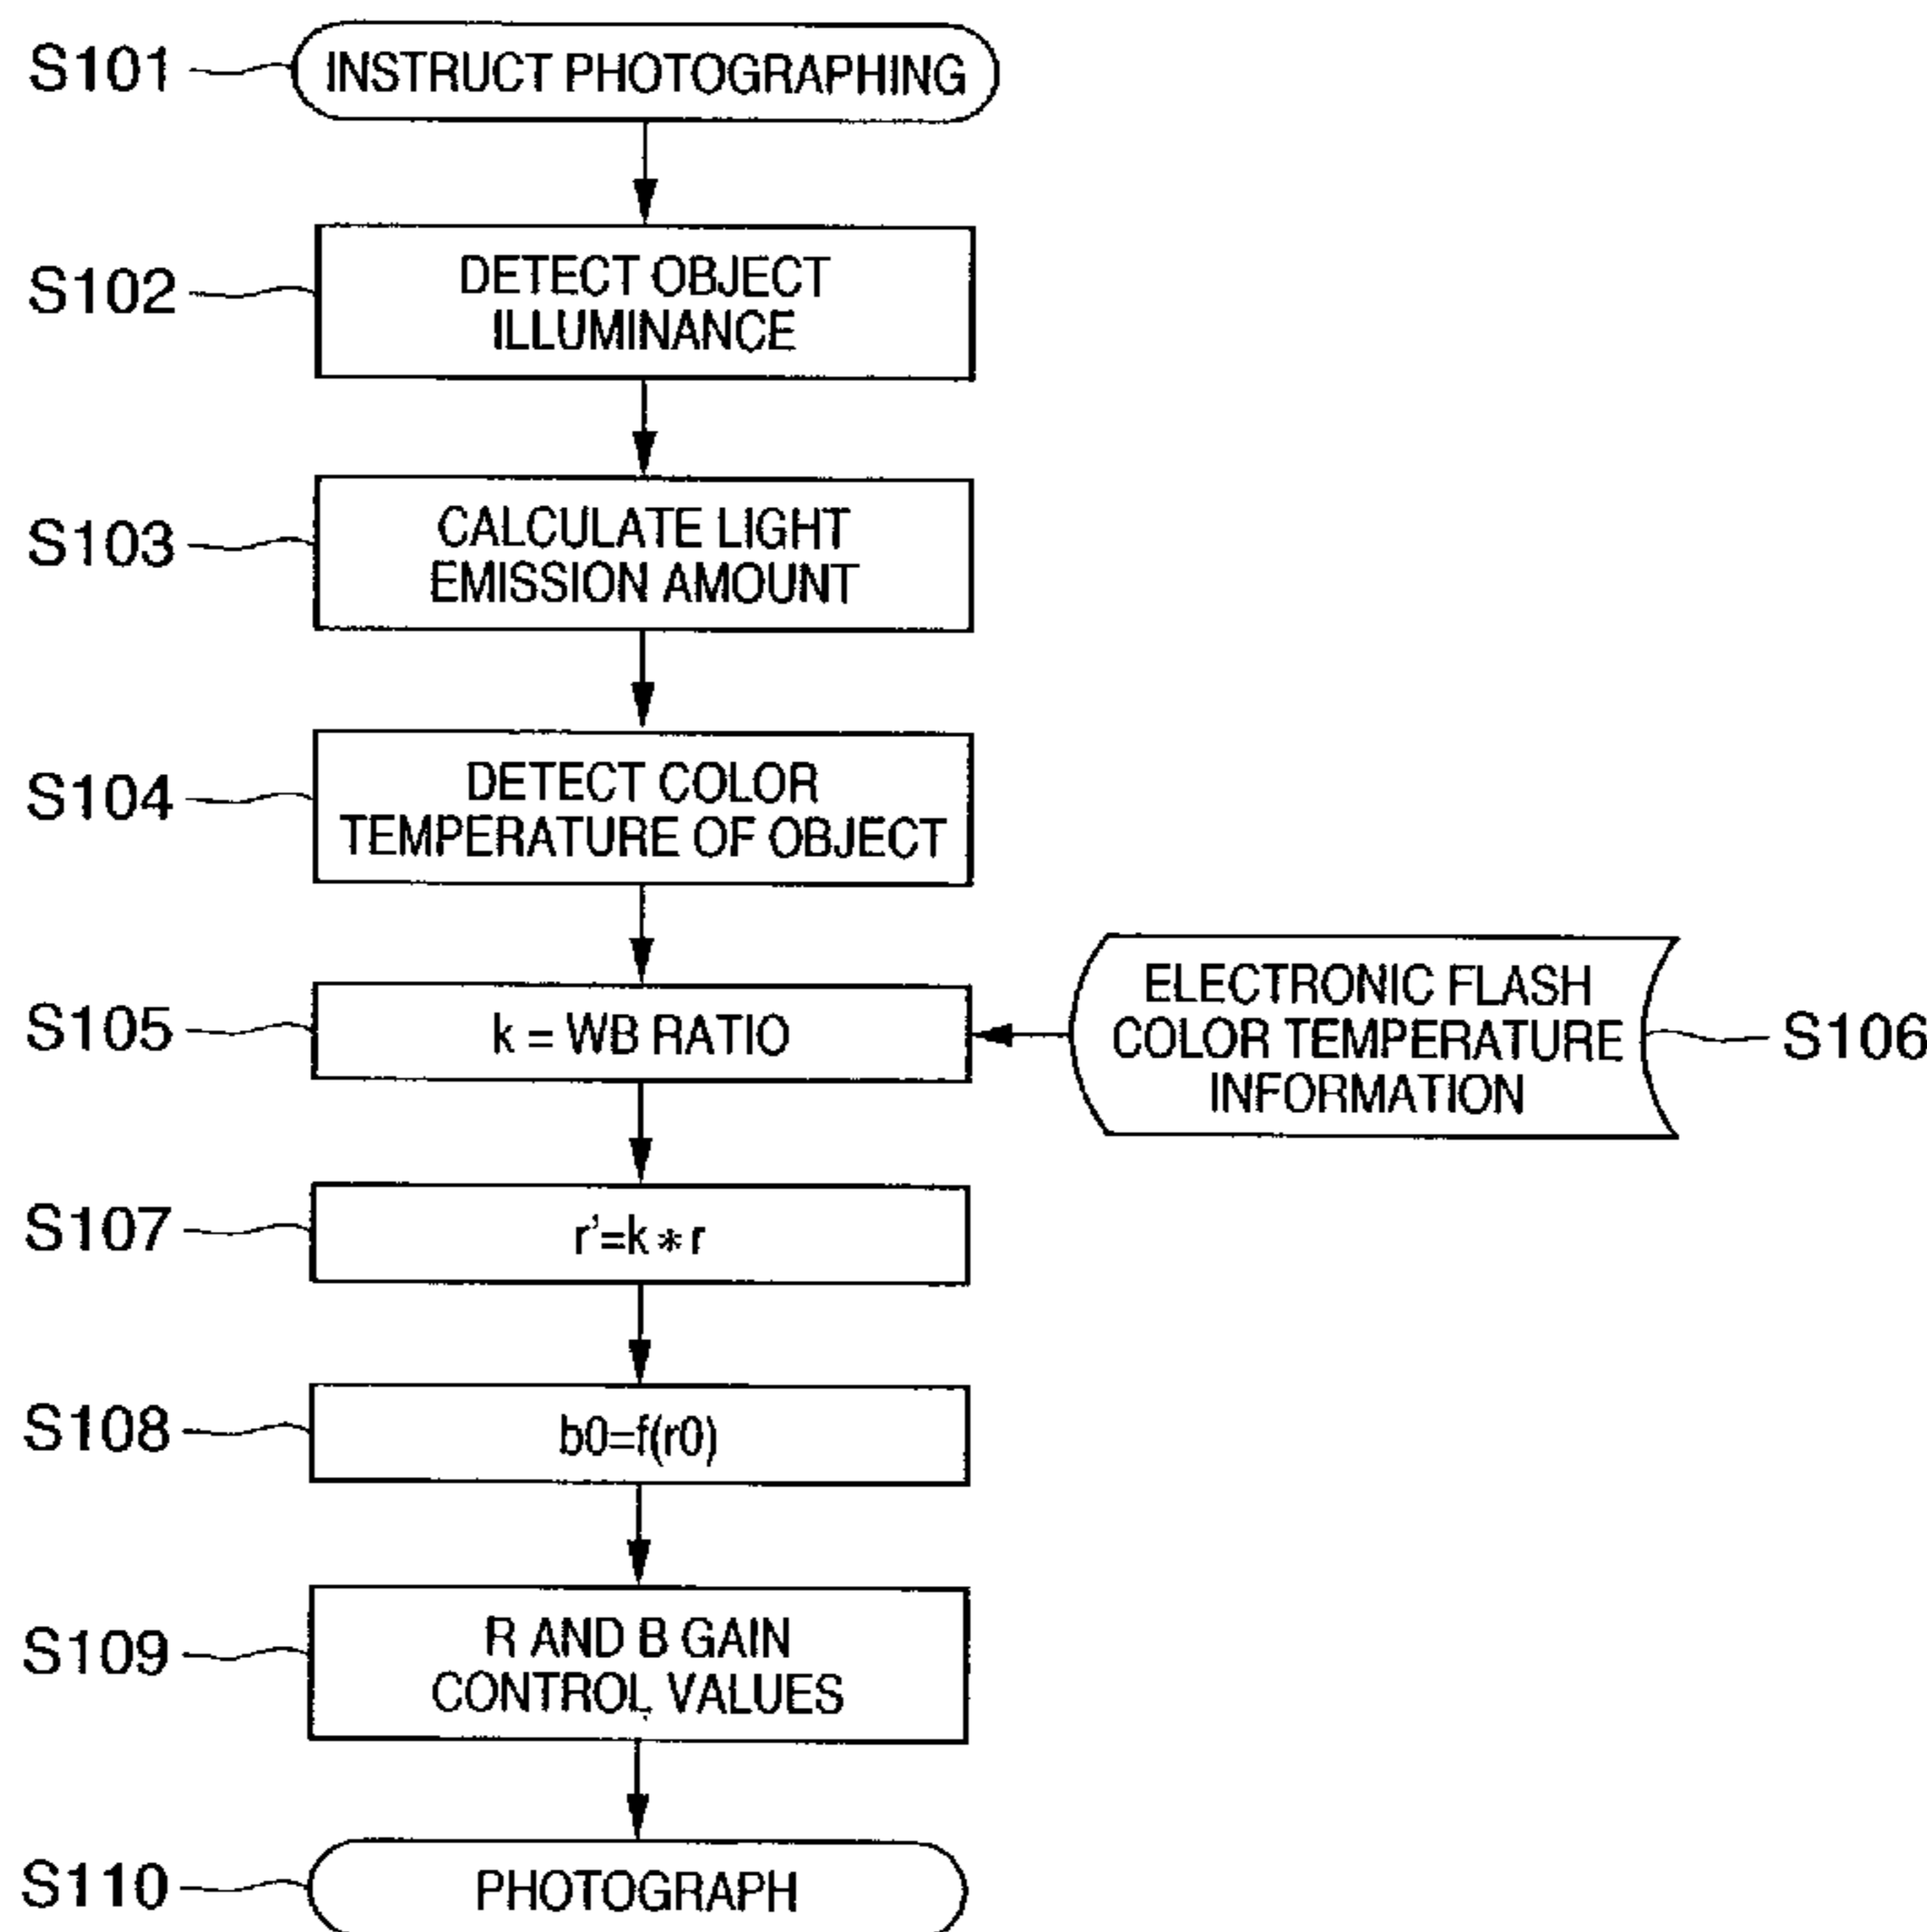 S101
INSTRUCT PHOTOGRAPHING
S102
DETECT OBJECT
ILLUMINANCE
S103
CALCULATE LIGHT
EMISSION AMOUNT
S104
DETECT COLOR
TEMPERATURE OF OBJECT
S105
k = WB RATIO
ELECTRONIC FLASH
COLOR TEMPERATURE
INFORMATION
S106
S107
r'=k*r
S108
b0=f(r0)
S109
R AND B GAIN
CONTROL VALUES
S110
PHOTOGRAPH